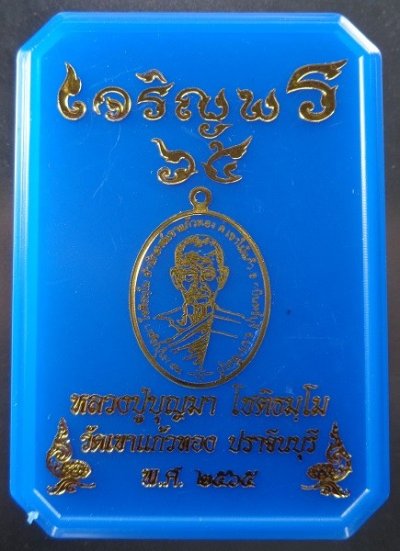 เจริญพร
๖๕
หลวงปู่บุญมา โชติธมฺโม
วัดเขาแก้วทอง ปราจีนบุรี
พ.ศ. ๒๕๖๕